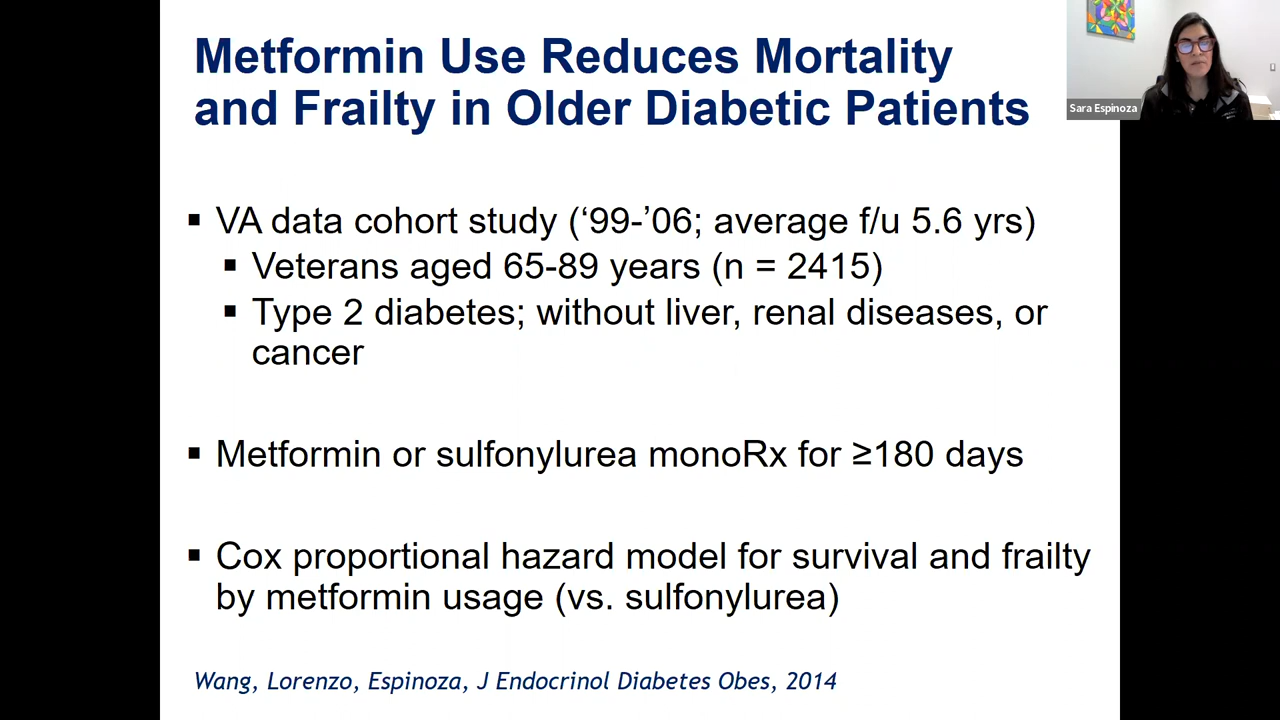 Metformin Use Reduces Mortality
and Frailty in Older Diabetic Patients
Sara Espinoza
▪ VA data cohort study (‘99-’06; average f/u 5.6 yrs)
▪ Veterans aged 65-89 years (n = 2415)
▪ Type 2 diabetes; without liver, renal diseases, or
cancer
▪ Metformin or sulfonylurea monoRx for ≥180 days
▪ Cox proportional hazard model for survival and frailty
by metformin usage (vs. sulfonylurea)
Wang, Lorenzo, Espinoza, J Endocrinol Diabetes Obes, 2014